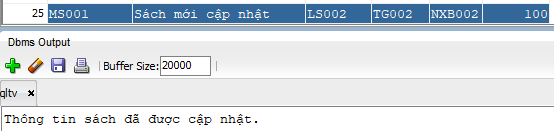 25 MS001 Sách mới cập nhật LS002 TG002 NXB002 100
Dbms Output
Buffer Size: 20000
qltv
Thông tin sách đã được cập nhật.